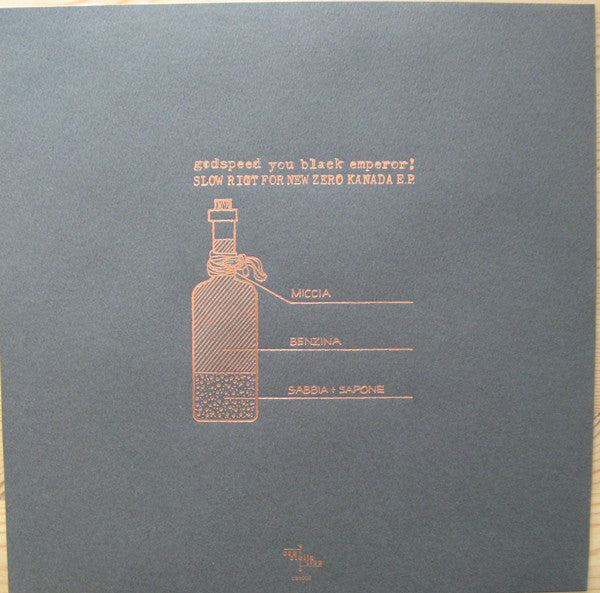 godspeed you black emperor!
SLOW RIOT FOR NEW ZERO KANADA E.P.
MICCIA
BENZINA
SABBIA + SAPONE